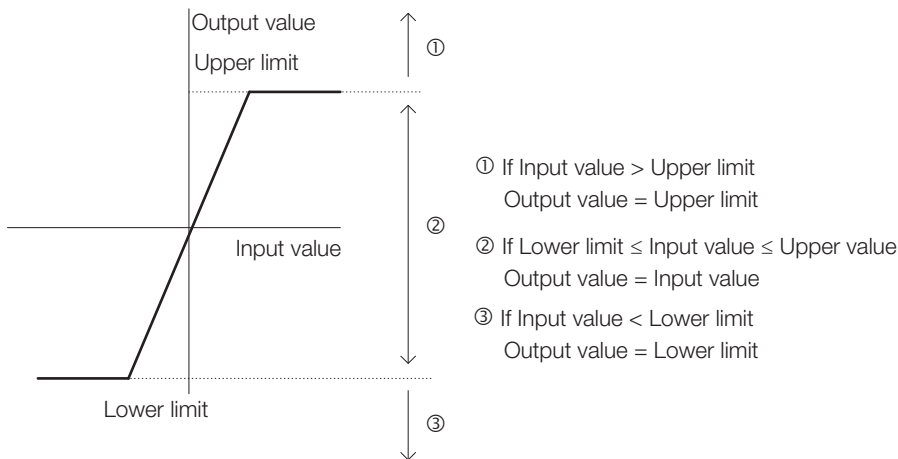 Output value
Upper limit
①
②
Input value
Lower limit
③
① If Input value > Upper limit
Output value = Upper limit
② If Lower limit ≤ Input value ≤ Upper value
Output value = Input value
③ If Input value < Lower limit
Output value = Lower limit